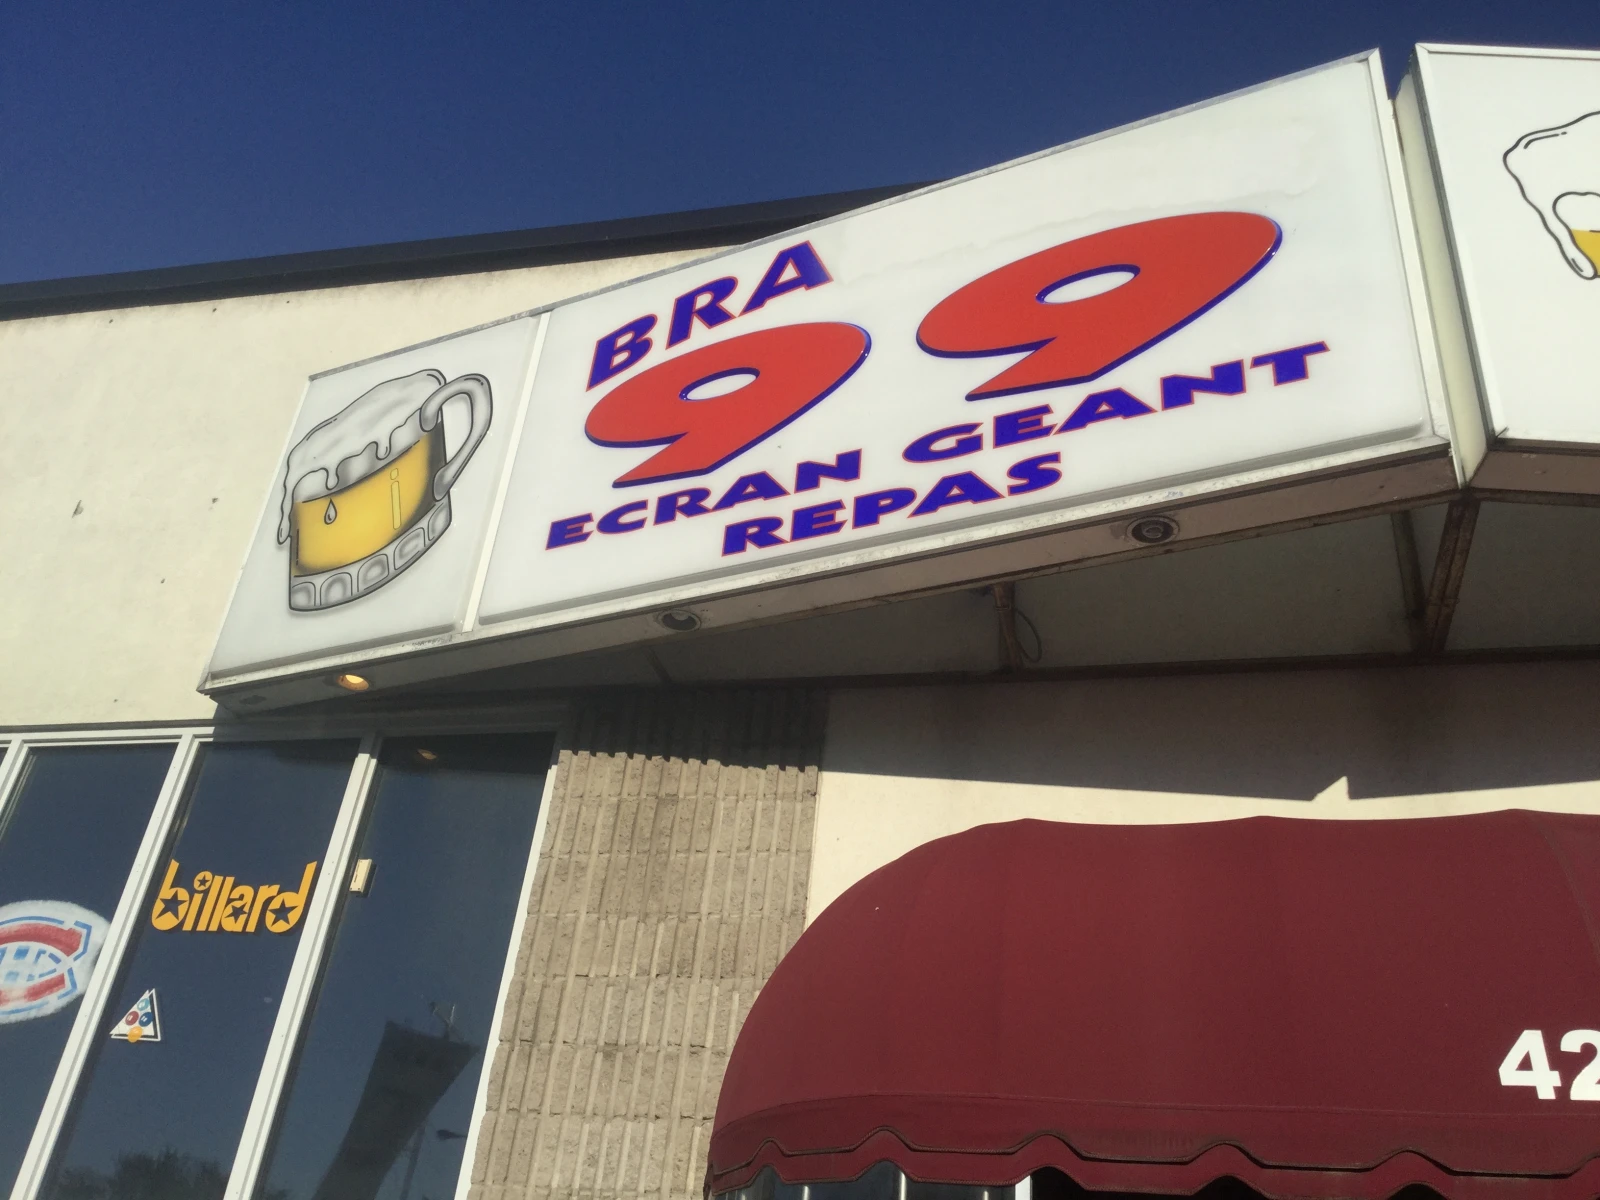 BRA
99
ECRAN GEANT
REPAS
billard
42